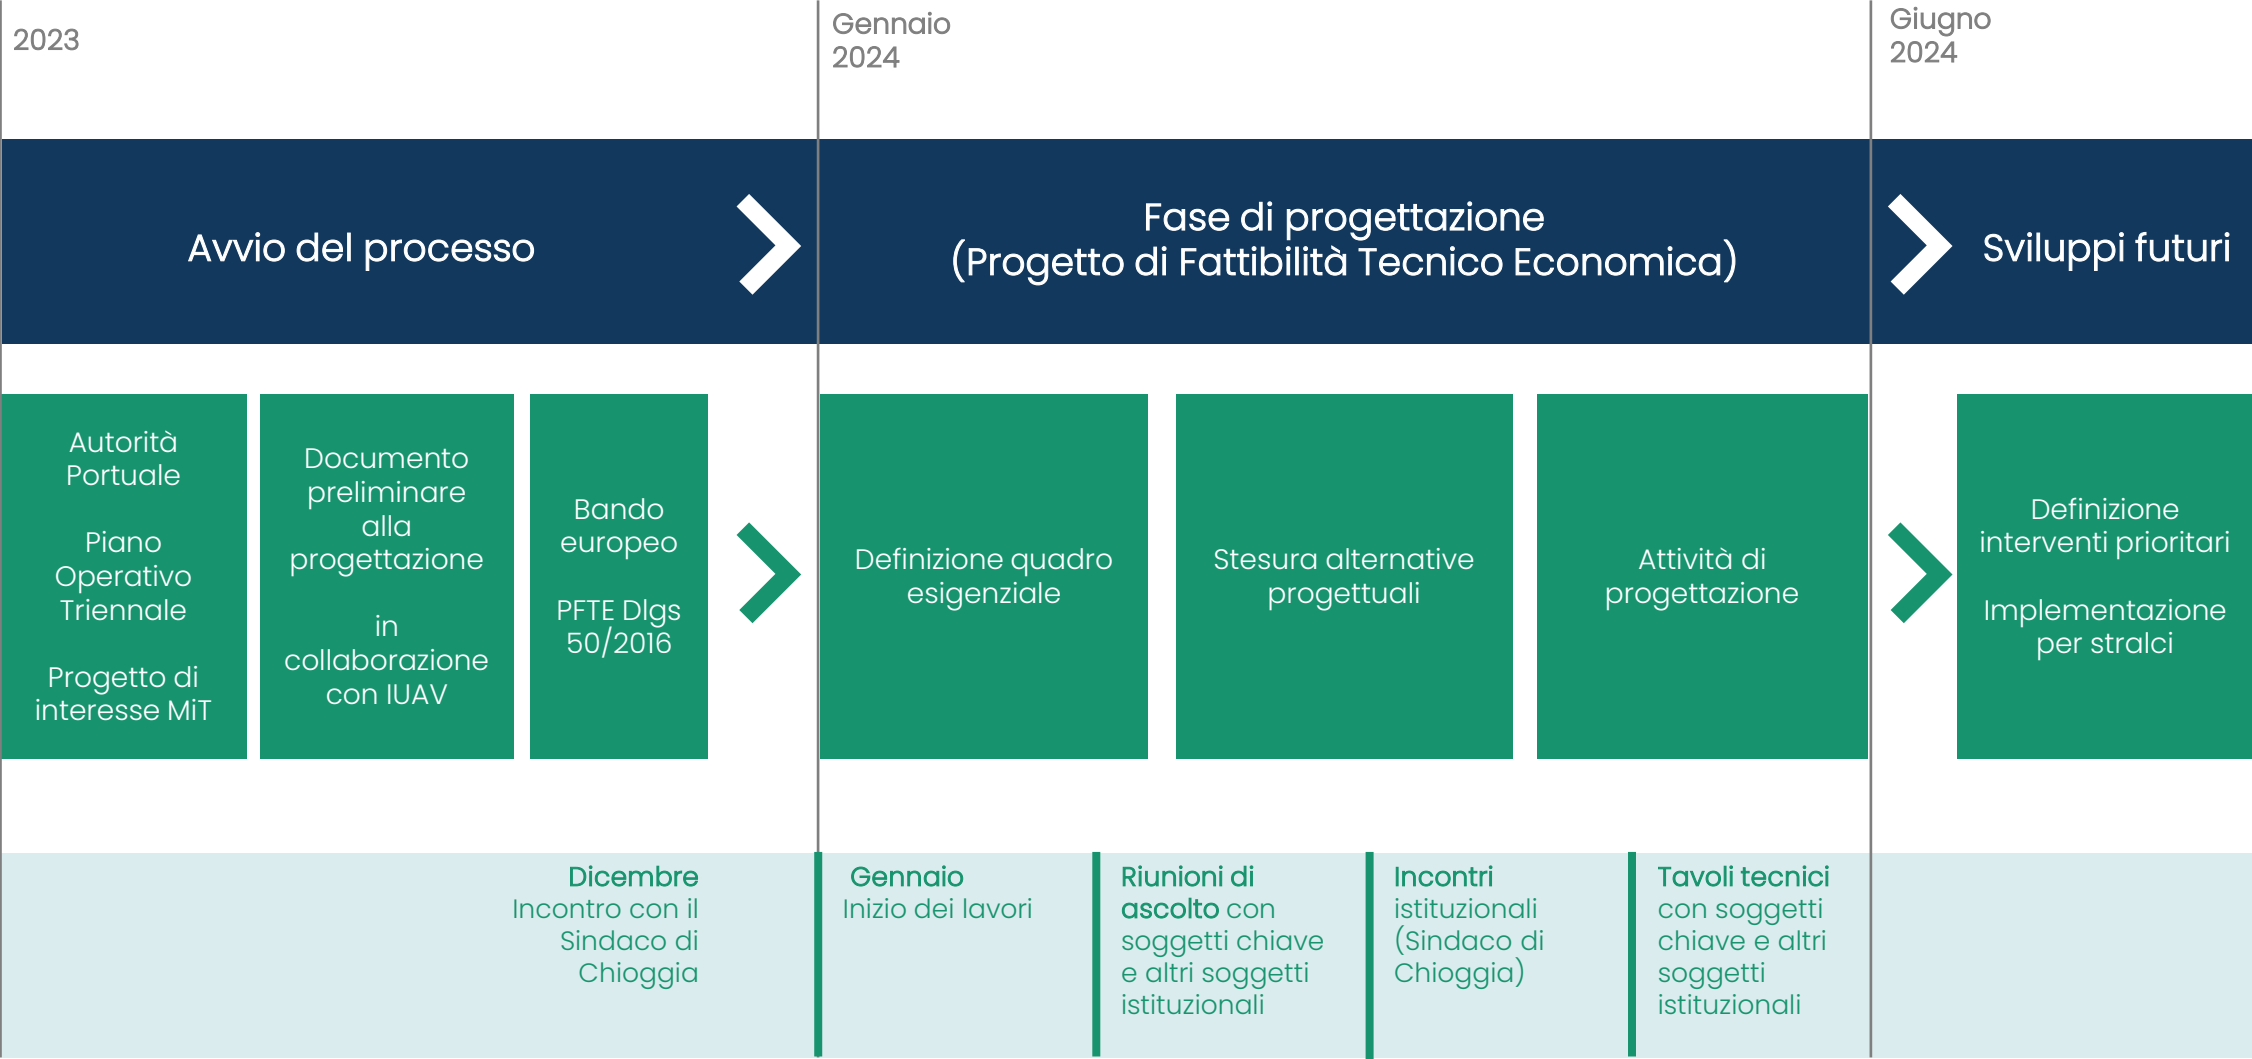 2023
Gennaio
2024
Giugno
2024
Avvio del processo
Fase di progettazione
(Progetto di Fattibilità Tecnico Economica)
Sviluppi futuri
Autorità
Portuale
Piano
Operativo
Triennale
Progetto di
interesse MiT
Documento
preliminare
alla
progettazione
in
collaborazione
con IUAV
Bando
europeo
PFTE Dlgs
50/2016
Definizione quadro
esigenziale
Stesura alternative
progettuali
Attività di
progettazione
Definizione
interventi prioritari
Implementazione
per stralci
Dicembre
Incontro con il
Sindaco di
Chioggia
Gennaio
Inizio dei lavori
Riunioni di
ascolto con
soggetti chiave
e altri soggetti
istituzionali
Incontri
istituzionali
(Sindaco di
Chioggia)
Tavoli tecnici
con soggetti
chiave e altri
soggetti
istituzionali